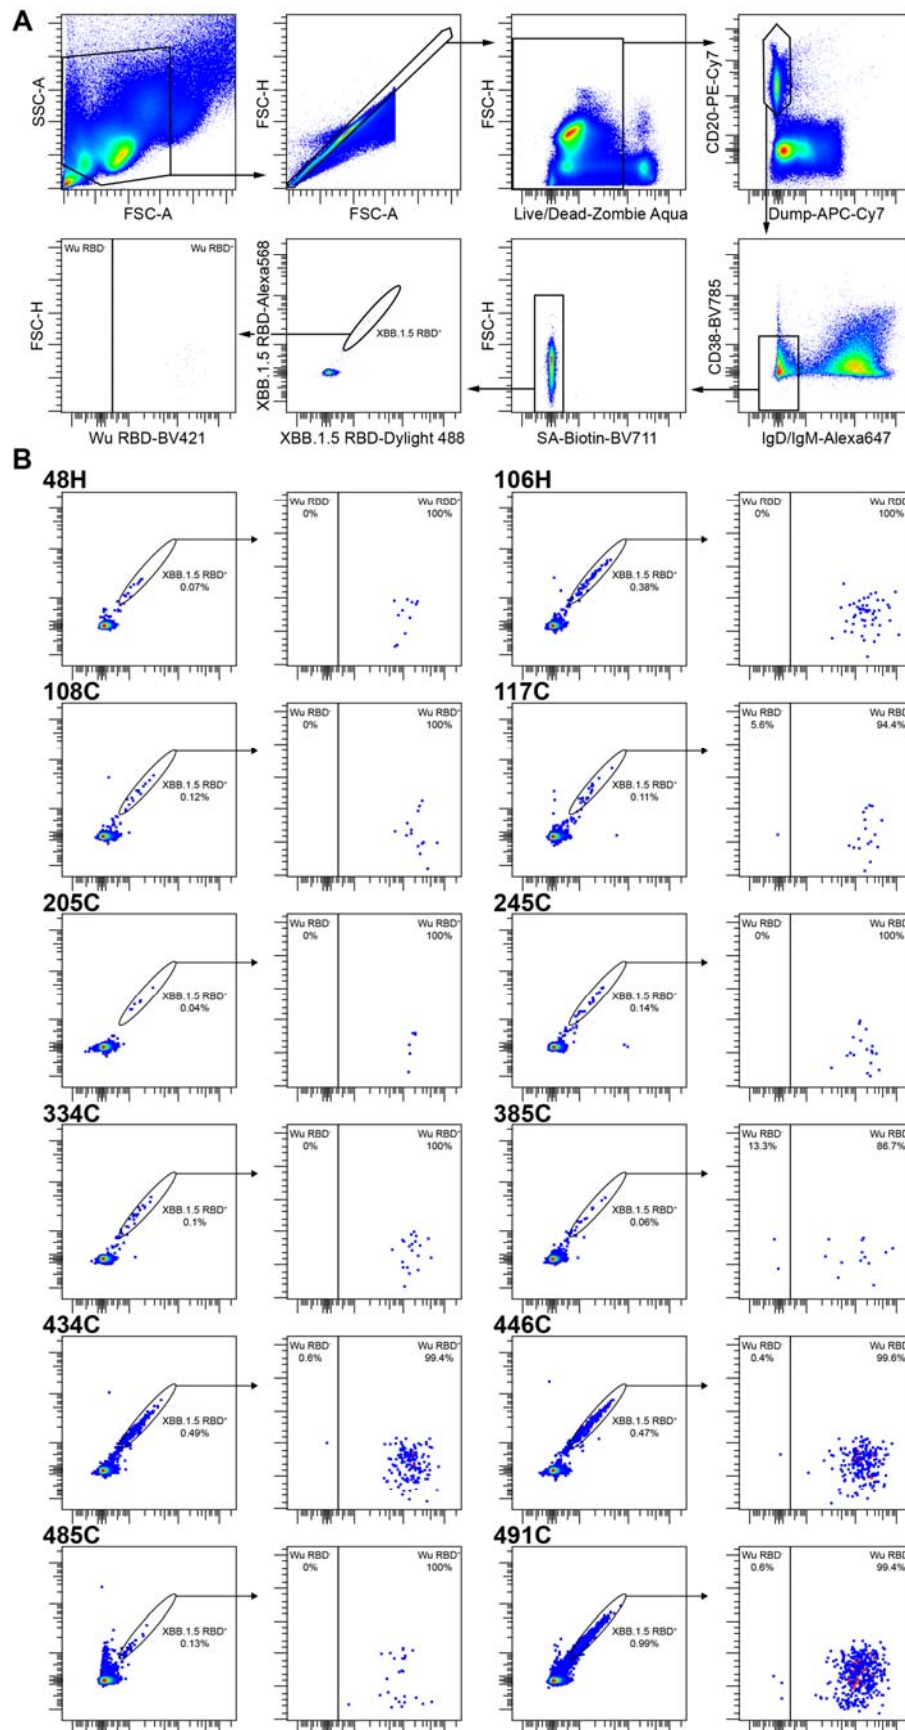 A
SSC-A
FSC-A
FSC-H
FSC-A
FSC-H
Live/Dead-Zombie Aqua
CD20-PE-Cy7
Dump-APC-Cy7
Wu RBD⁻ Wu RBD⁺
FSC-H
Wu RBD-BV421
XBB.1.5 RBD-Alexa568
XBB.1.5 RBD⁺
XBB.1.5 RBD-Dylight 488
FSC-H
SA-Biotin-BV711
CD38-BV785
IgD/IgM-Alexa647
B
48H
XBB.1.5 RBD⁺
0.07%
Wu RBD⁻ Wu RBD⁺
0% 100%
106H
XBB.1.5 RBD⁺
0.38%
Wu RBD⁻ Wu RBD
0% 100%
108C
XBB.1.5 RBD⁺
0.12%
Wu RBD⁻ Wu RBD⁺
0% 100%
117C
XBB.1.5 RBD⁺
0.11%
Wu RBD⁻ Wu RBD
5.6% 94.4%
205C
XBB.1.5 RBD⁺
0.04%
Wu RBD⁻ Wu RBD⁺
0% 100%
245C
XBB.1.5 RBD⁺
0.14%
Wu RBD⁻ Wu RBD
0% 100%
334C
XBB.1.5 RBD⁺
0.1%
Wu RBD⁻ Wu RBD⁺
0% 100%
385C
XBB.1.5 RBD⁺
0.06%
Wu RBD⁻ Wu RBD
13.3% 86.7%
434C
XBB.1.5 RBD⁺
0.49%
Wu RBD⁻ Wu RBD⁺
0.6% 99.4%
446C
XBB.1.5 RBD⁺
0.47%
Wu RBD⁻ Wu RBD
0.4% 99.6%
485C
XBB.1.5 RBD⁺
0.13%
Wu RBD⁻ Wu RBD⁺
0% 100%
491C
XBB.1.5 RBD⁺
0.99%
Wu RBD⁻ Wu RBD
0.6% 99.4%